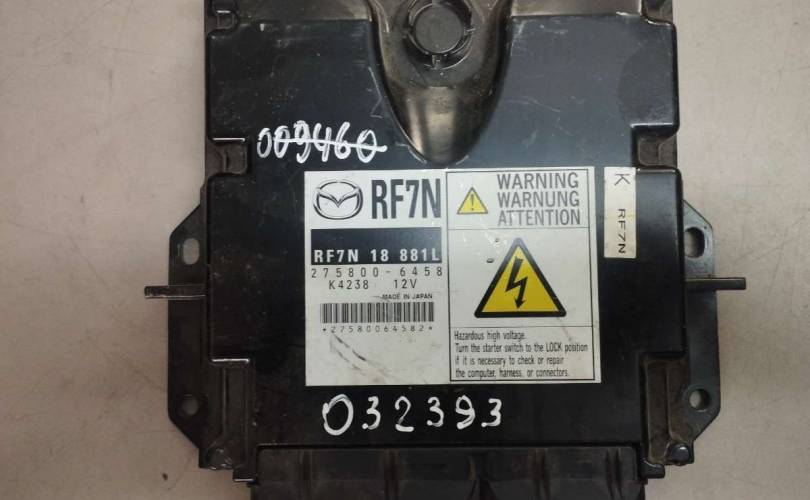 009460
RF7N
RF7N 18 881L
275800-6458
K4238 12V
MADE IN JAPAN
*27580064582*
WARNING
WARNUNG
ATTENTION
Hazardous high voltage.
Turn the starter switch to the LOCK position
if it is necessary to check or repair
the computer, harness, or connectors.
K RF7N
032393